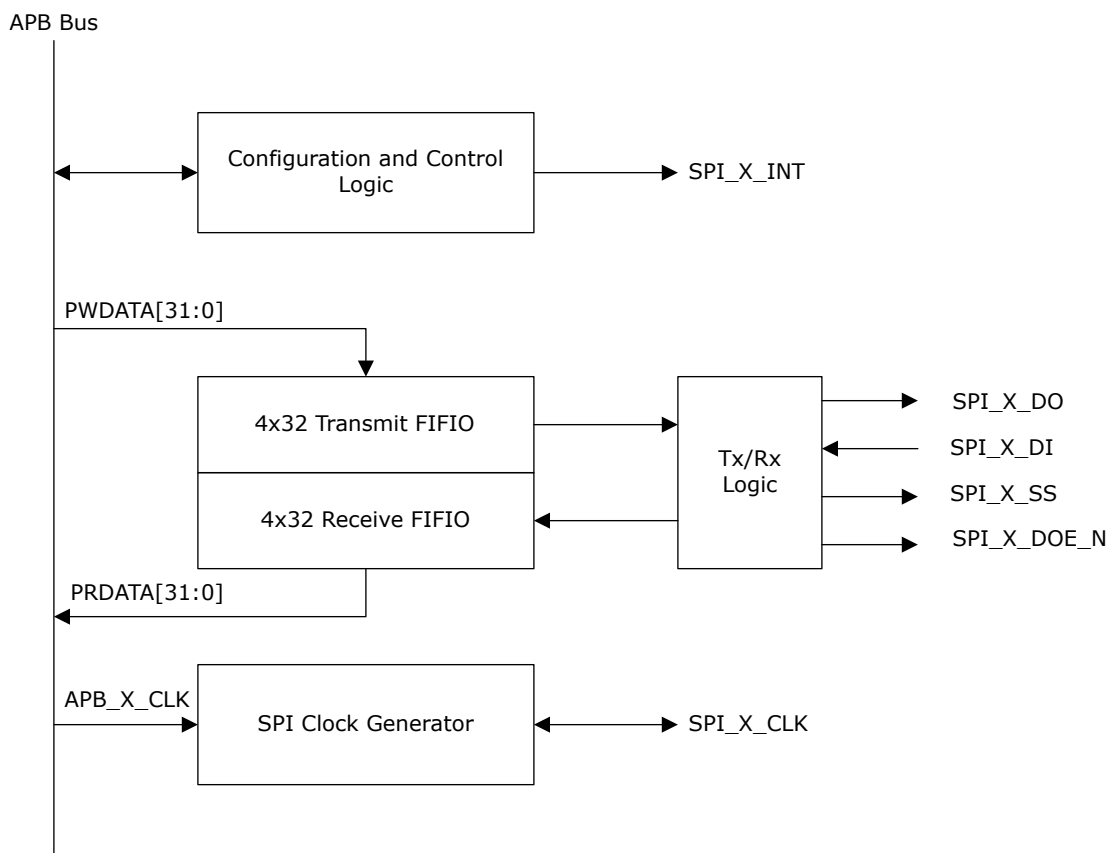 APB Bus
Configuration and Control
Logic
SPI_X_INT
PWDATA[31:0]
4x32 Transmit FIFIO
4x32 Receive FIFIO
Tx/Rx
Logic
SPI_X_DO
SPI_X_DI
SPI_X_SS
SPI_X_DOE_N
PRDATA[31:0]
APB_X_CLK
SPI Clock Generator
SPI_X_CLK